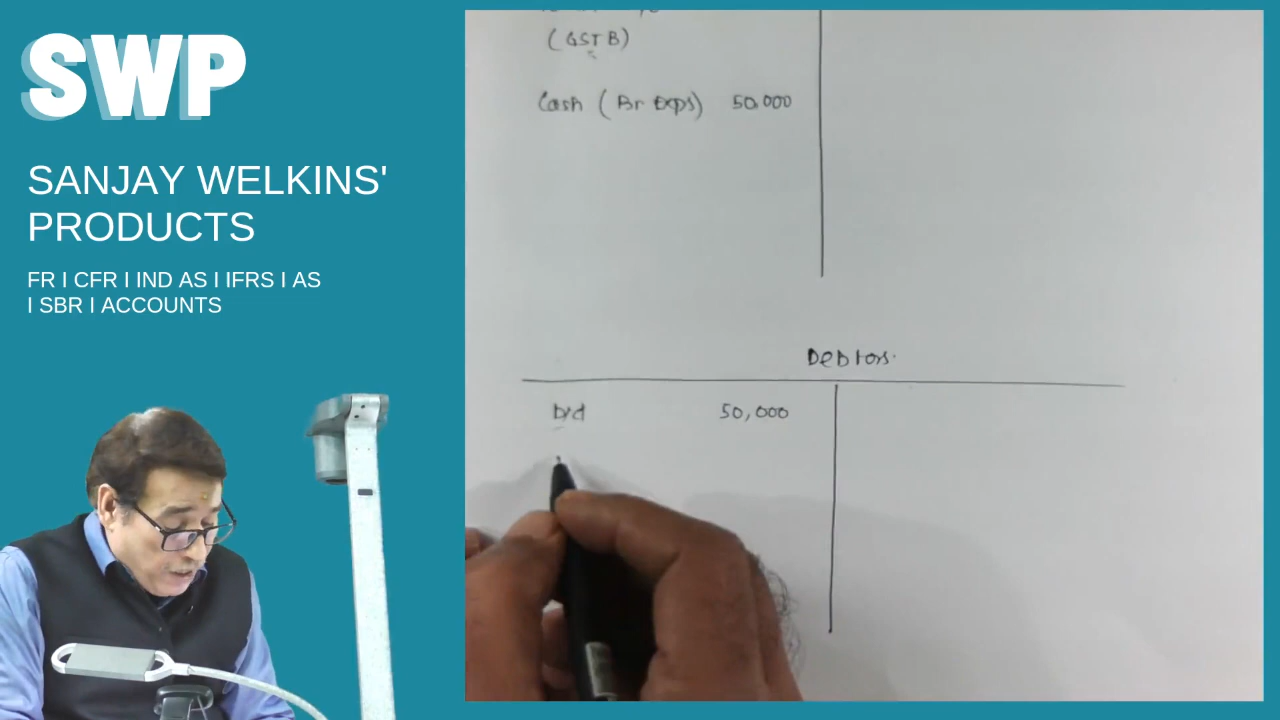 SWP
SANJAY WELKINS'
PRODUCTS
FR I CFR I IND AS I IFRS I AS
I SBR I ACCOUNTS
(GSTB)
Cash (Br Exps) 50,000
Debtors
b/d 50,000